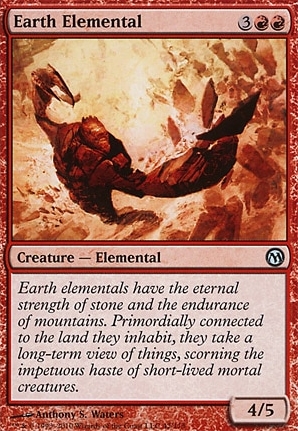 Earth Elemental 3
Creature — Elemental
Earth elementals have the eternal
strength of stone and the endurance
of mountains. Primordially connected
to the land they inhabit, they take a
long-term view of things, scorning the
impetuous haste of short-lived mortal
creatures.
Anthony S. Waters
4/5